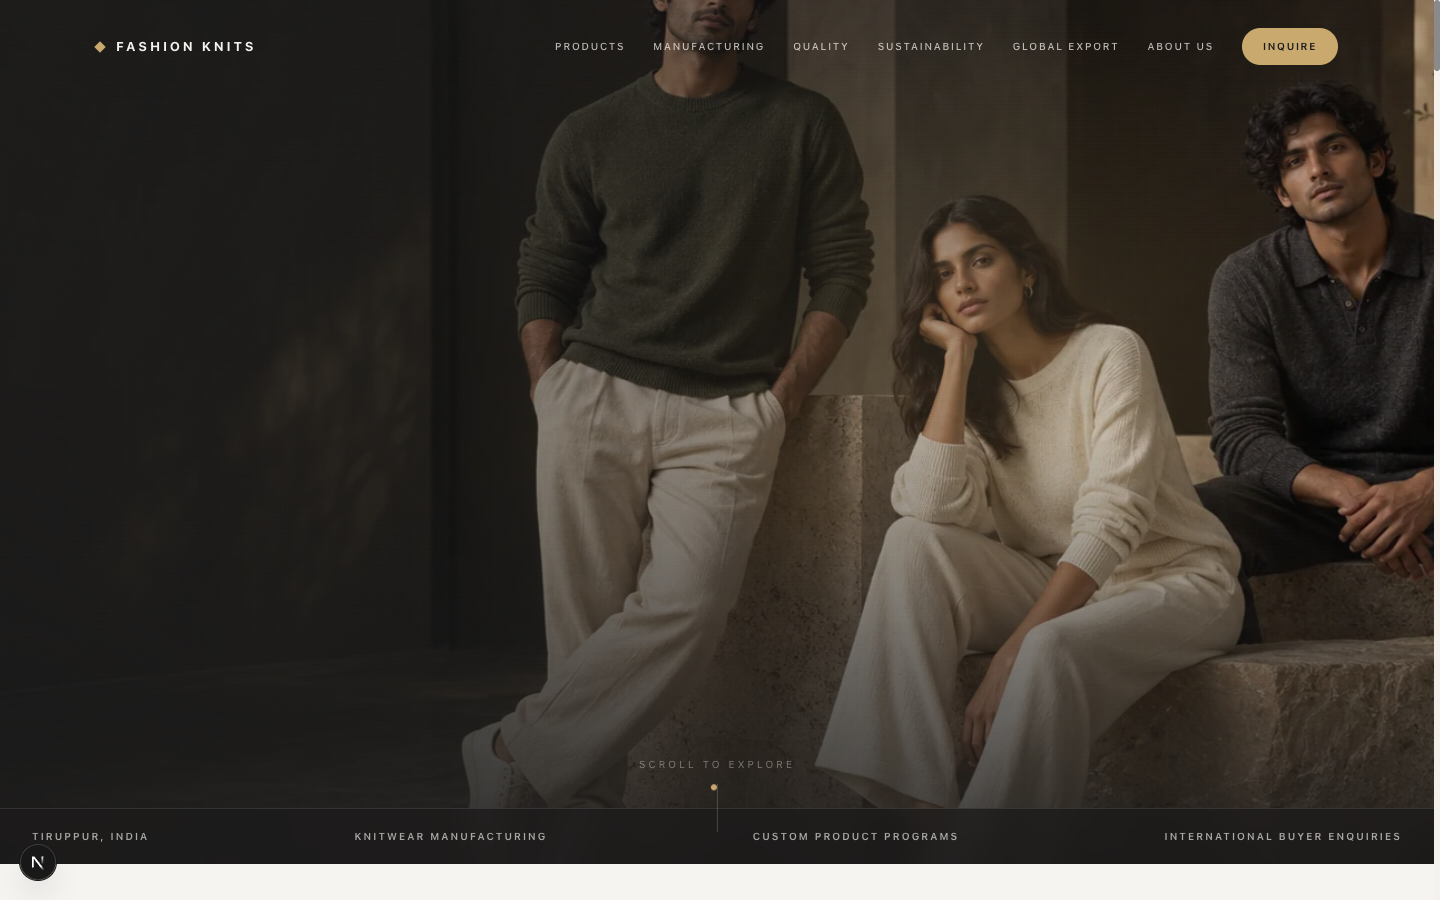 FASHION KNITS
PRODUCTS
MANUFACTURING
QUALITY
SUSTAINABILITY
GLOBAL EXPORT
ABOUT US
INQUIRE
SCROLL TO EXPLORE
TIRUPPUR, INDIA
KNITWEAR MANUFACTURING
CUSTOM PRODUCT PROGRAMS
INTERNATIONAL BUYER ENQUIRIES
N